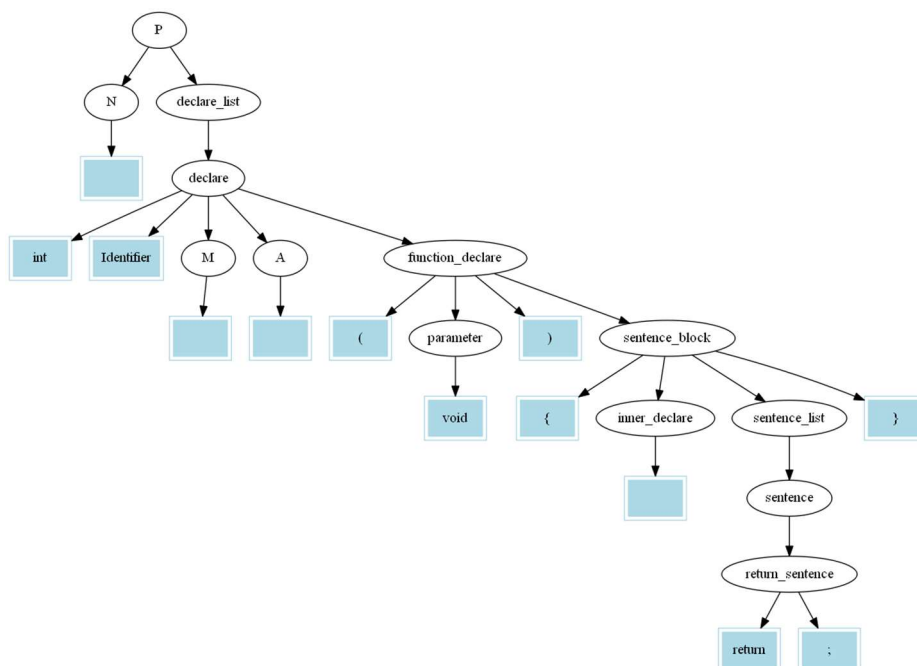 P
N
declare_list
declare
int
Identifier
M
A
function_declare
(
parameter
)
sentence_block
void
{
inner_declare
sentence_list
}
sentence
return_sentence
return
;